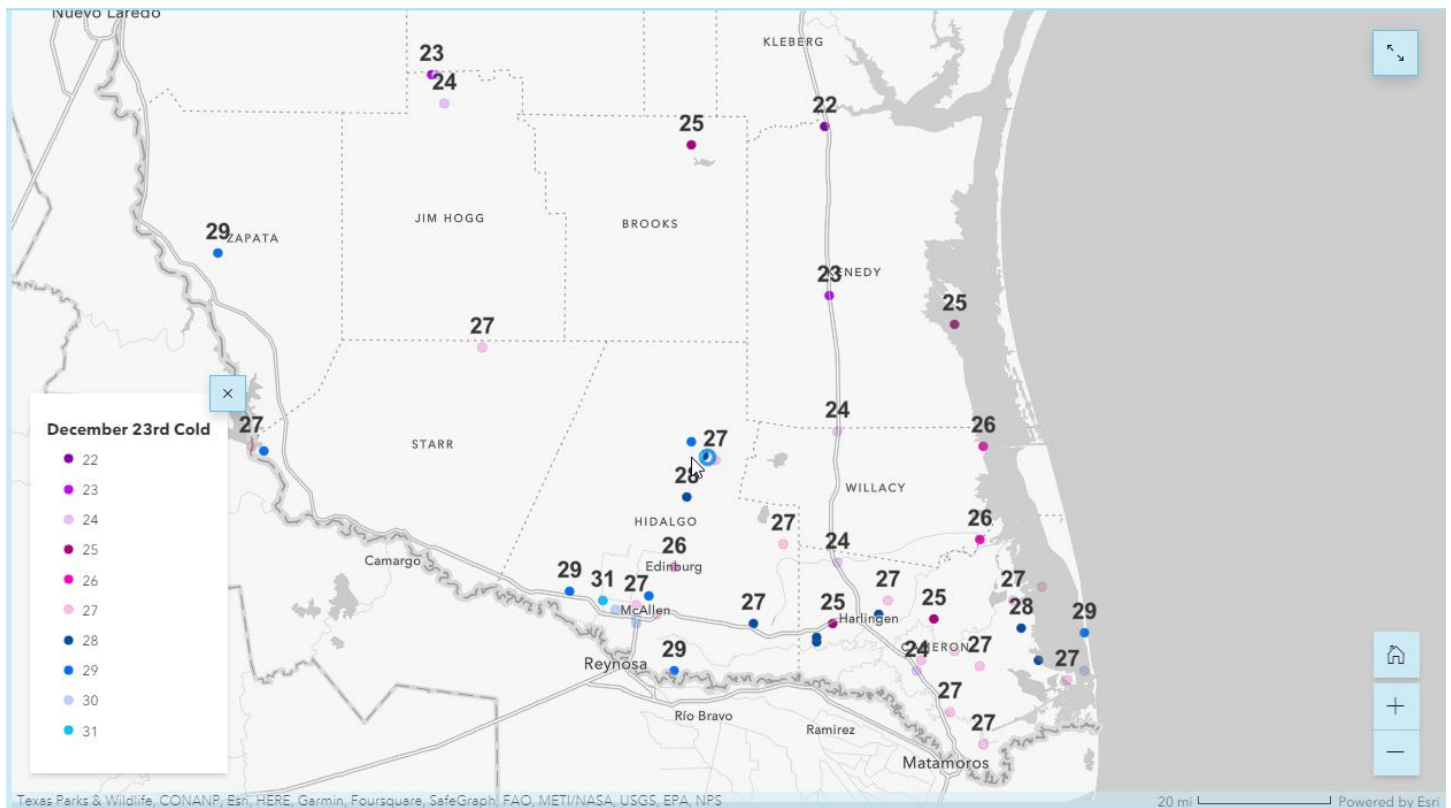 Nuevo Laredo
KLEBERG
23
24
22
25
JIM HOGG
BROOKS
29
ZAPATA
23
ENEDY
25
27
December 23rd Cold
22
23
24
25
26
27
28
29
30
31
27
STARR
24
26
27
28
WILLACY
HIDALGO
27
26
24
26
Edinburg
Camargo
29
31
27
McAllen
27
25
Harlingen
27
25
27
28
29
Reynosa
29
24
CAMERON
27
27
27
27
Río Bravo
Ramirez
Matamoros
Texas Parks & Wildlife, CONANP, Esri, HERE, Garmin, Foursquare, SafeGraph, FAO, METI/NASA, USGS, EPA, NPS
20 mi
Powered by Esri